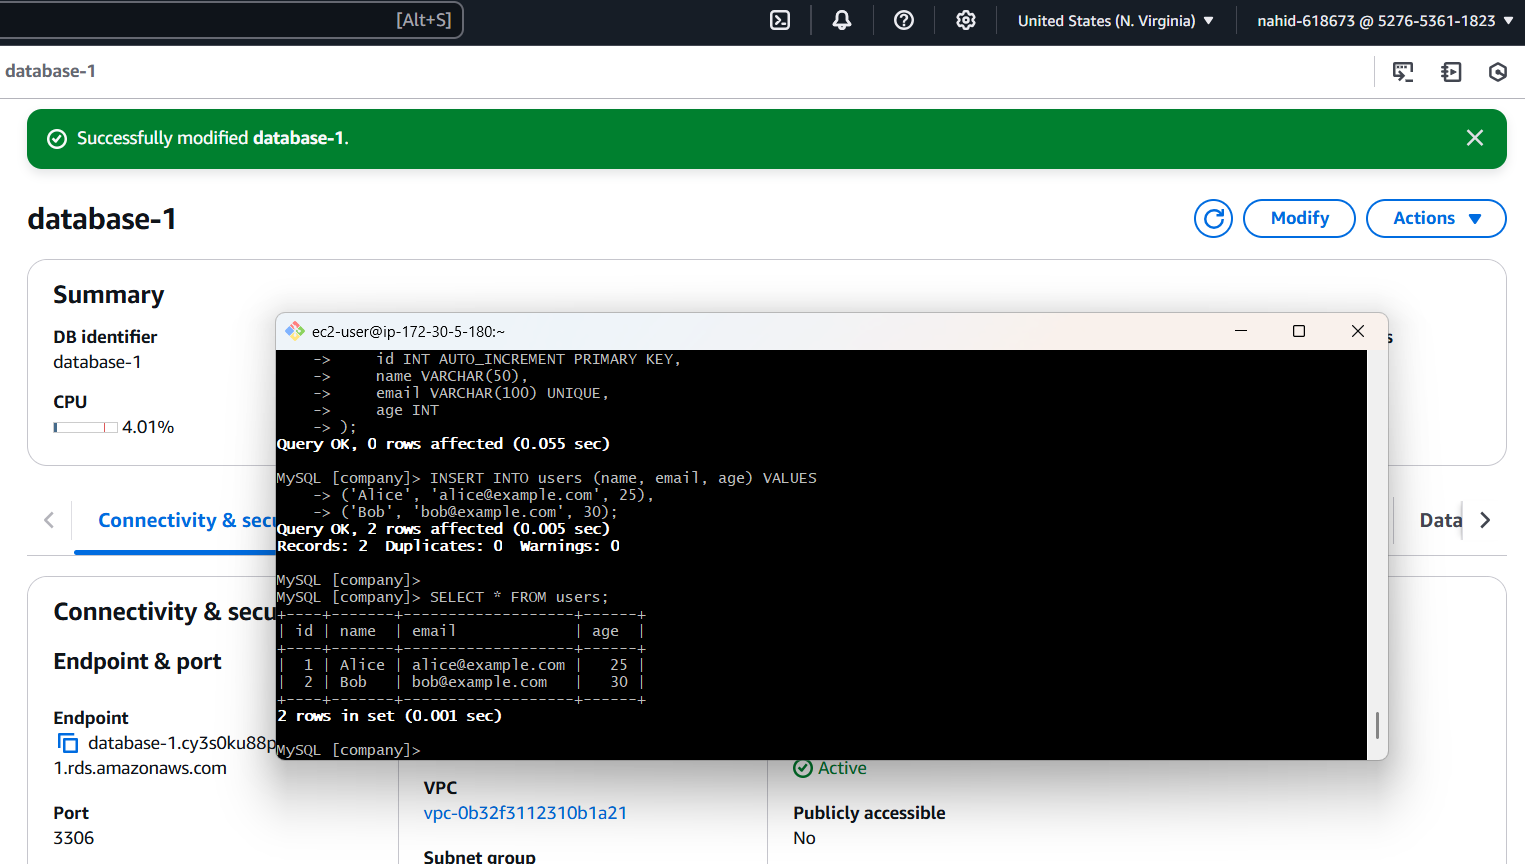 [Alt+S]
United States (N. Virginia) ▼
nahid-618673 @ 5276-5361-1823 ▼
database-1
Successfully modified database-1.
database-1
Modify
Actions ▼
Summary
DB identifier
database-1
CPU
4.01%
ec2-user@ip-172-30-5-180:~
    ->     id INT AUTO_INCREMENT PRIMARY KEY,
    ->     name VARCHAR(50),
    ->     email VARCHAR(100) UNIQUE,
    ->     age INT
    -> );
Query OK, 0 rows affected (0.055 sec)
MySQL [company]> INSERT INTO users (name, email, age) VALUES
    -> ('Alice', 'alice@example.com', 25),
    -> ('Bob', 'bob@example.com', 30);
Query OK, 2 rows affected (0.005 sec)
Records: 2  Duplicates: 0  Warnings: 0
MySQL [company]>
MySQL [company]> SELECT * FROM users;
+----+-------+-------------------+------+
| id | name  | email             | age  |
+----+-------+-------------------+------+
|  1 | Alice | alice@example.com |   25 |
|  2 | Bob   | bob@example.com   |   30 |
+----+-------+-------------------+------+
2 rows in set (0.001 sec)
MySQL [company]>
Connectivity & secu
Data
Connectivity & secu
Endpoint & port
Endpoint
database-1.cy3s0ku88p
1.rds.amazonaws.com
Port
3306
VPC
vpc-0b32f3112310b1a21
Subnet group
Active
Publicly accessible
No